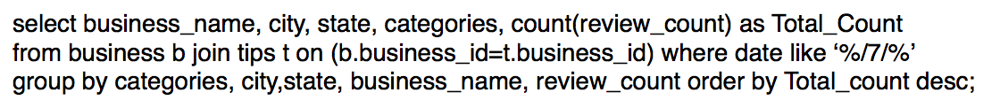 select business_name, city, state, categories, count(review_count) as Total_Count
from business b join tips t on (b.business_id=t.business_id) where date like ‘%/7/%’
group by categories, city,state, business_name, review_count order by Total_count desc;